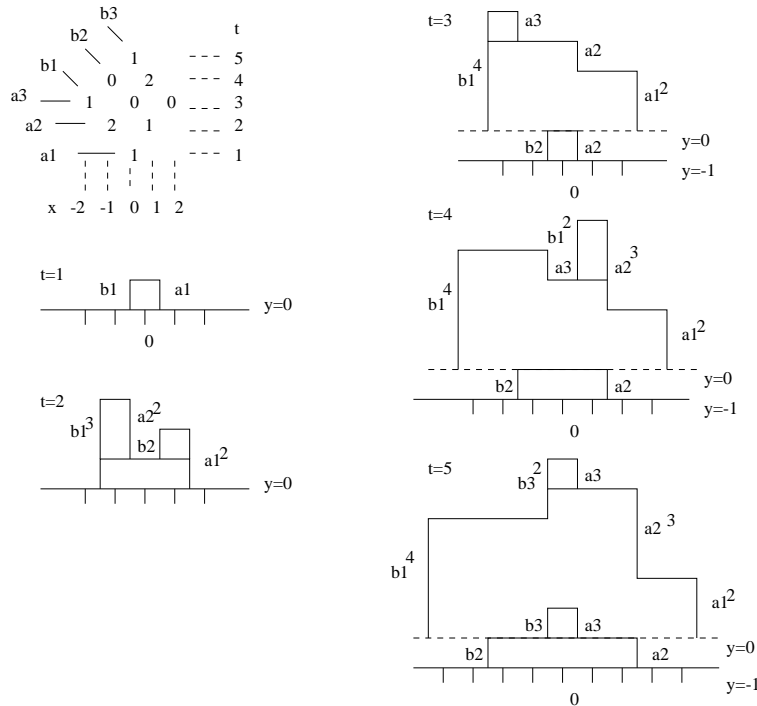 b3
b2 t
1 5
b1 0 2 4
a3 1 0 0 3
a2 2 1 2
a1 1 1
x -2 -1 0 1 2
t=1
b1 a1
y=0
0
t=2
b1^3 a2^2
b2
a1^2
y=0
t=3 a3
a2
b1^4
a1^2
y=0
b2 a2
y=-1
0
t=4 b1^2
a3 a2^3
b1^4
a1^2
y=0
b2 a2
y=-1
0
t=5 b3^2 a3
a2^3
b1^4
a1^2
b3 a3
y=0
b2 a2
y=-1
0